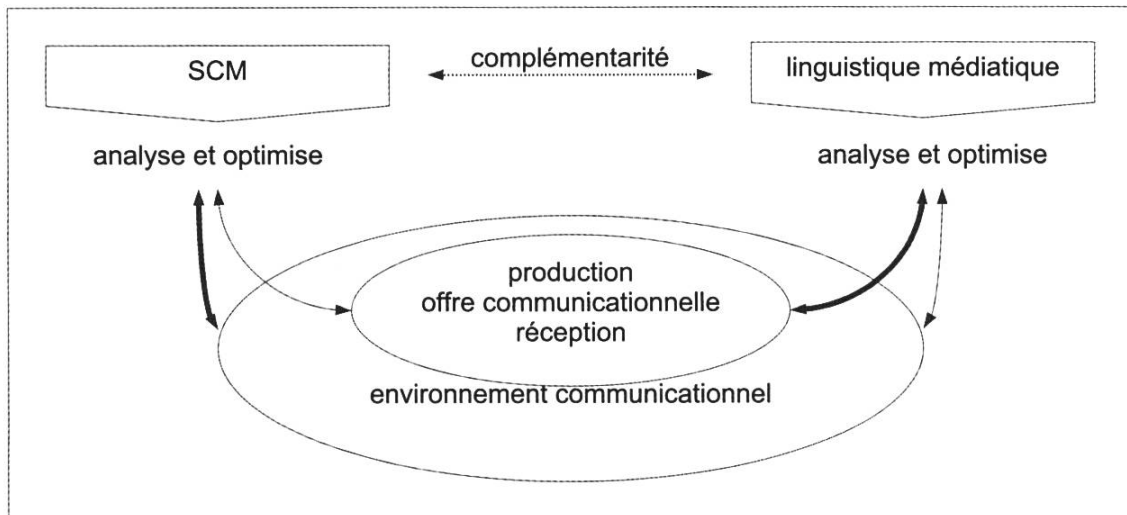 SCM
complémentarité
linguistique médiatique
analyse et optimise
analyse et optimise
production
offre communicationnelle
réception
environnement communicationnel